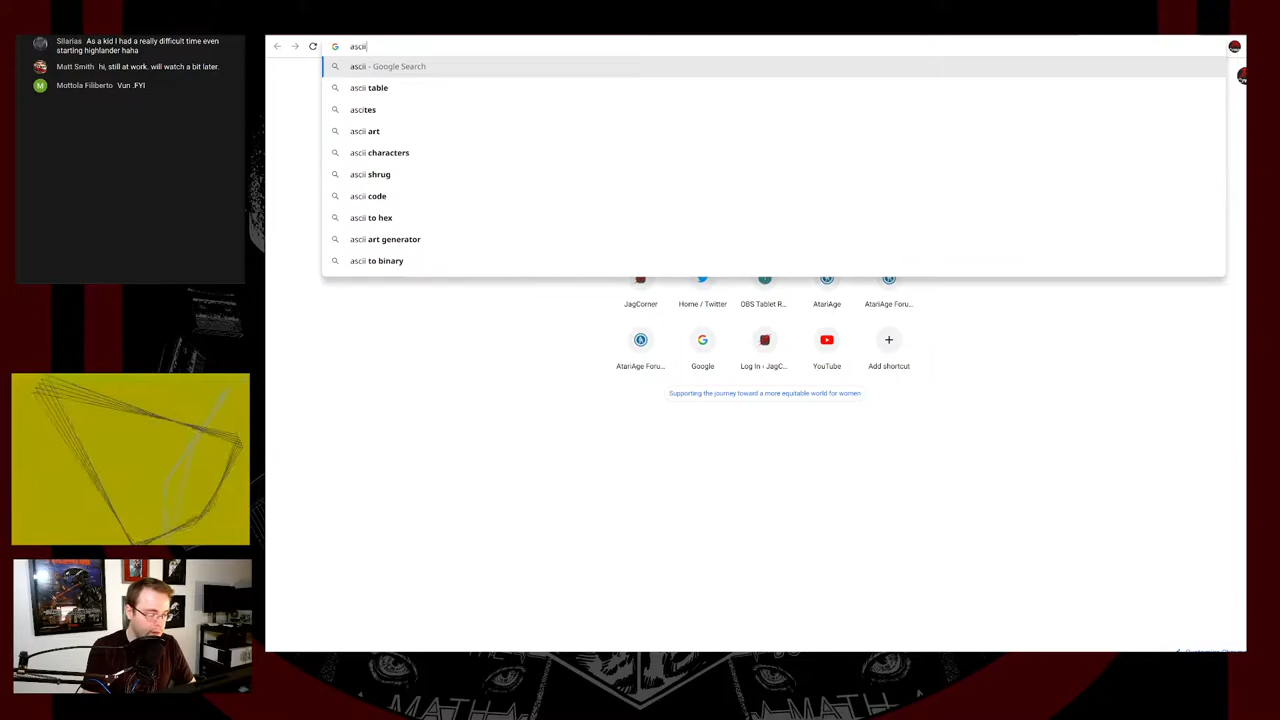 Silarias As a kid I had a really difficult time even
starting highlander haha
Matt Smith hi, still at work. will watch a bit later.
M Mottola Filiberto Vun .FYI
ascii
ascii - Google Search
ascii table
ascites
ascii art
ascii characters
ascii shrug
ascii code
ascii to hex
ascii art generator
ascii to binary
JagCorner
Home / Twitter
OBS Tablet R...
AtariAge
AtariAge Foru...
AtariAge Foru...
Google
Log In ‹ JagC...
YouTube
Add shortcut
Supporting the journey toward a more equitable world for women